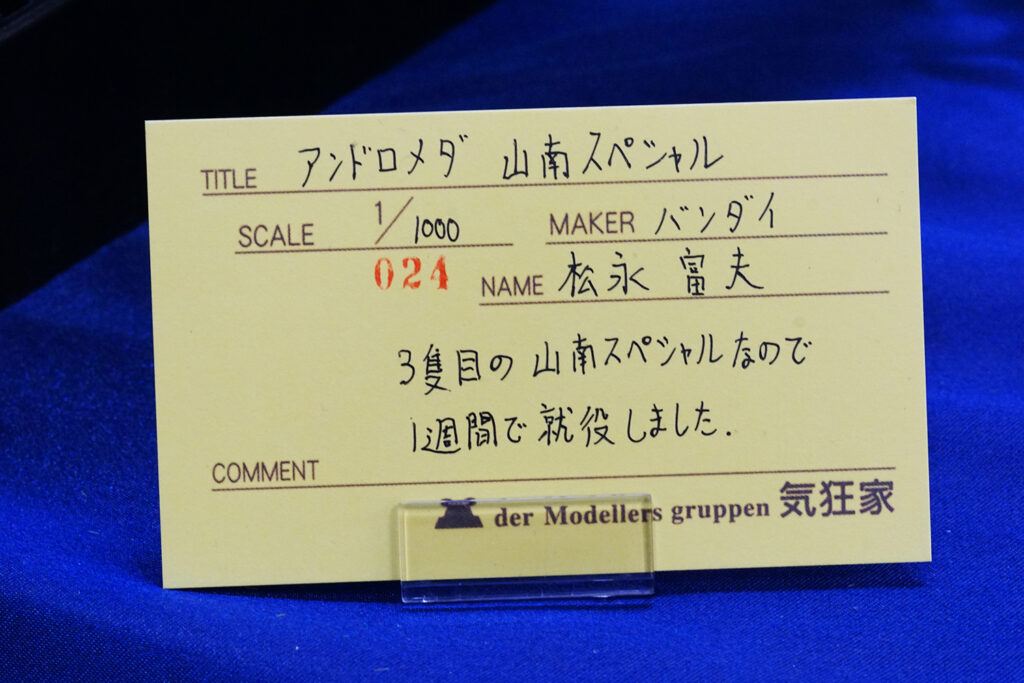 TITLE アンドロメダ 山南スペシャル
SCALE 1/1000 MAKER バンダイ
024 NAME 松永 富夫
3隻目の山南スペシャルなので
1週間で就役しました.
COMMENT
der Modellers gruppen 気狂家